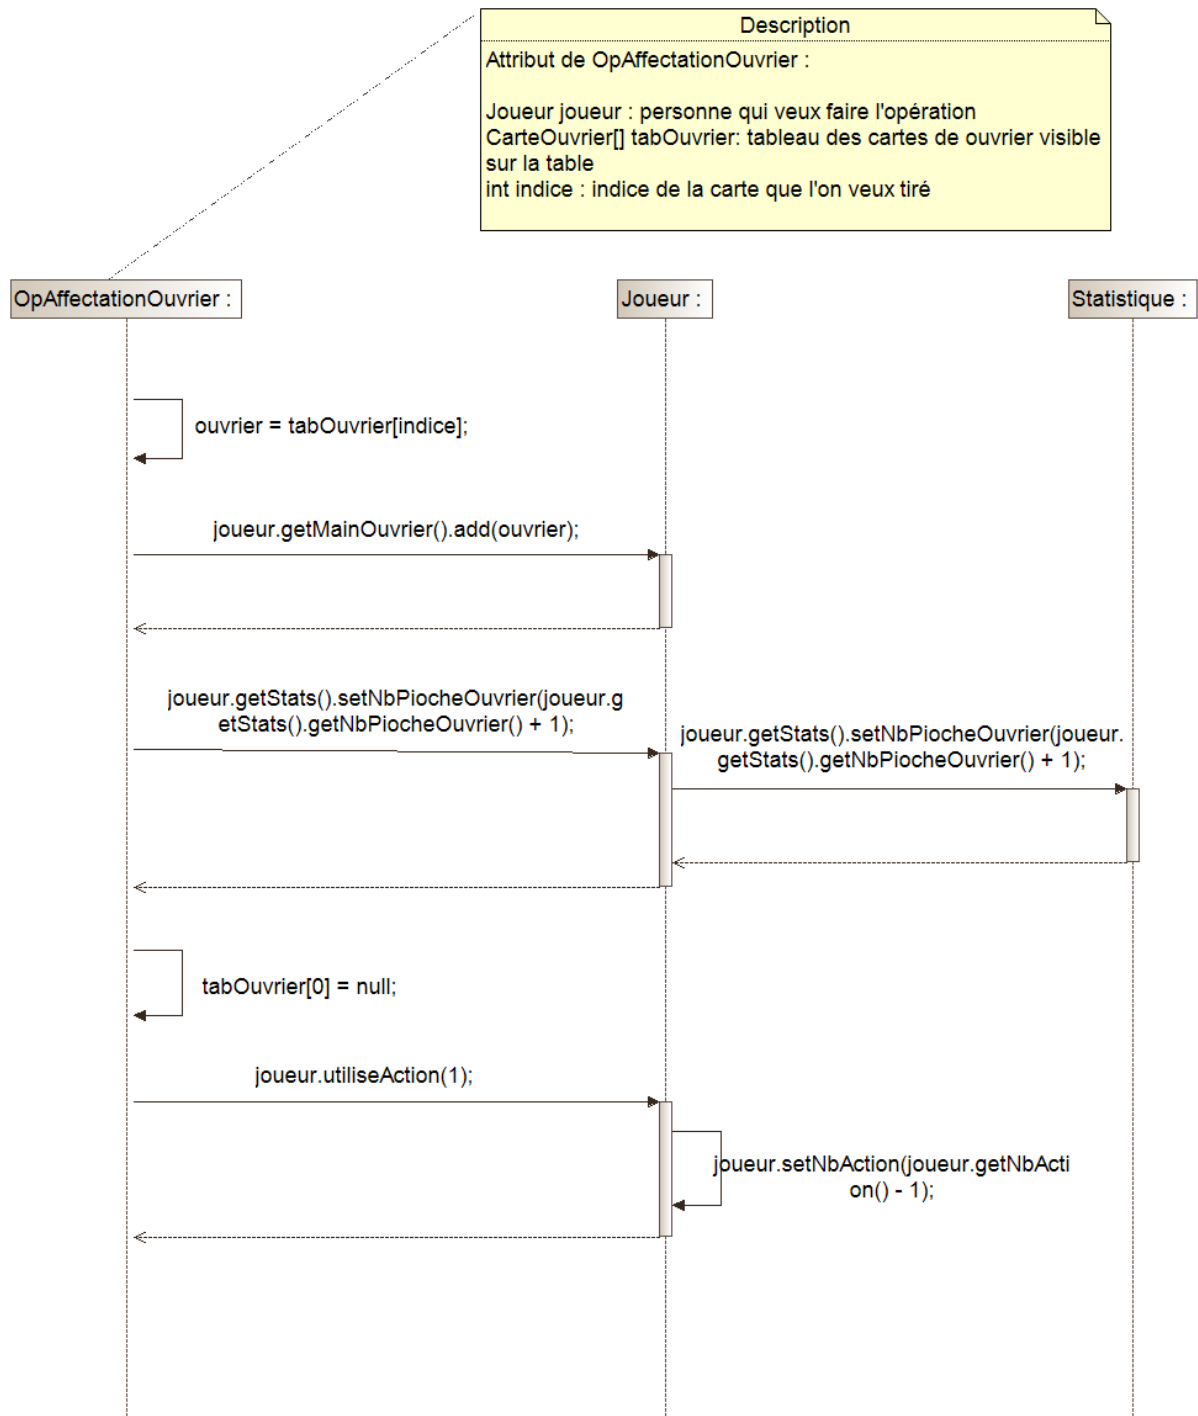 Description
Attribut de OpAffectationOuvrier :
Joueur joueur : personne qui veux faire l'opération
CarteOuvrier[] tabOuvrier: tableau des cartes de ouvrier visible
sur la table
int indice : indice de la carte que l'on veux tiré
OpAffectationOuvrier :
Joueur :
Statistique :
ouvrier = tabOuvrier[indice];
joueur.getMainOuvrier().add(ouvrier);
joueur.getStats().setNbPiocheOuvrier(joueur.g
etStats().getNbPiocheOuvrier() + 1);
joueur.getStats().setNbPiocheOuvrier(joueur.
getStats().getNbPiocheOuvrier() + 1);
tabOuvrier[0] = null;
joueur.utiliseAction(1);
joueur.setNbAction(joueur.getNbActi
on() - 1);